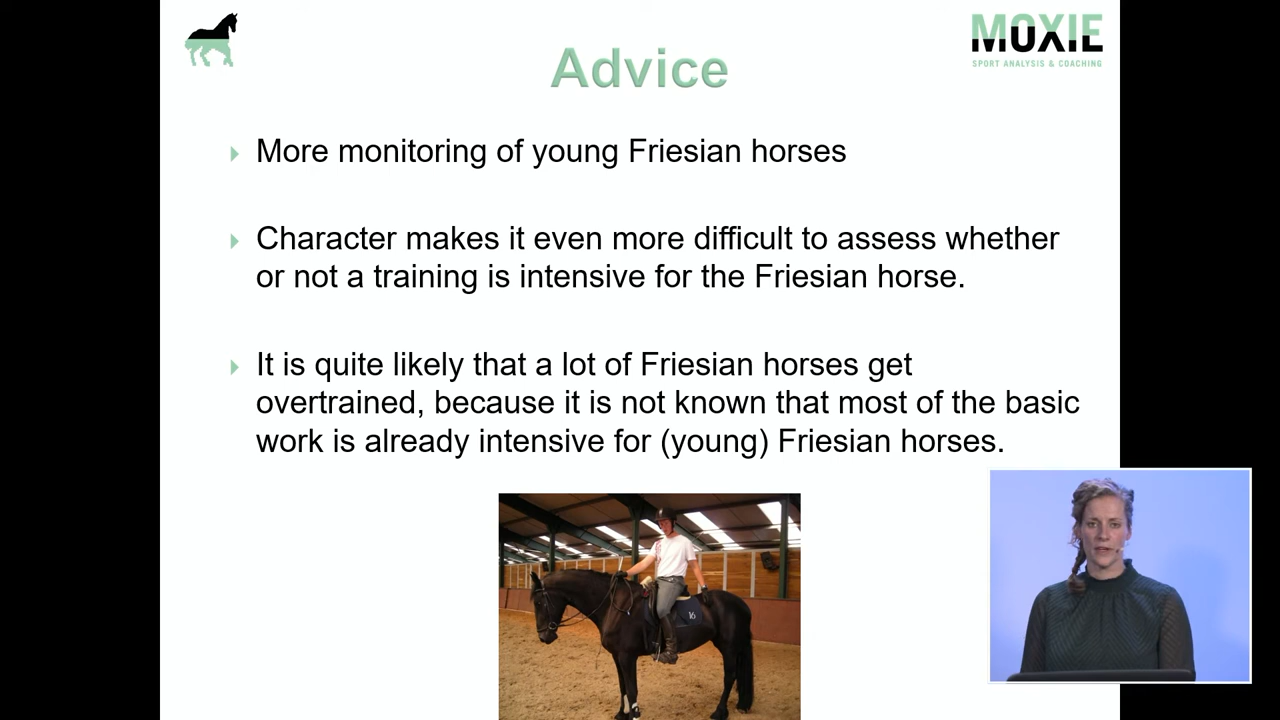 MOXIE
SPORT ANALYSIS & COACHING
Advice
More monitoring of young Friesian horses
Character makes it even more difficult to assess whether
or not a training is intensive for the Friesian horse.
It is quite likely that a lot of Friesian horses get
overtrained, because it is not known that most of the basic
work is already intensive for (young) Friesian horses.
16